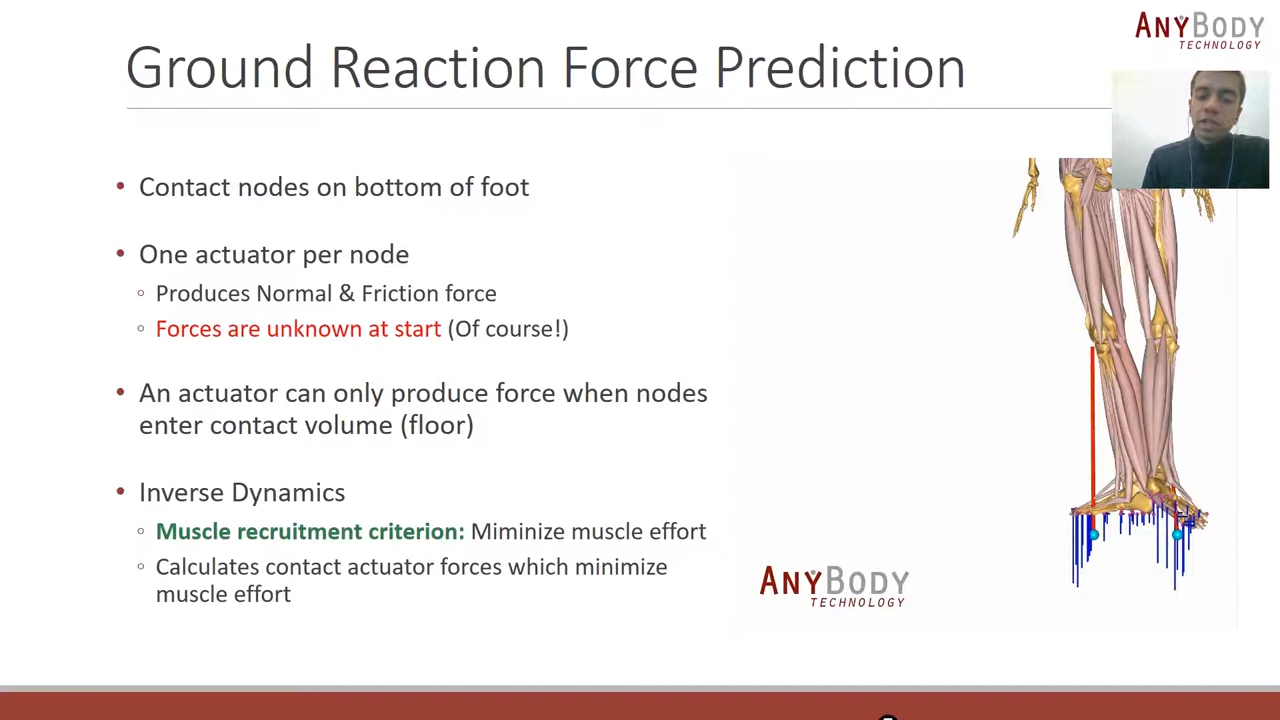 ANYBODY
TECHNOLOGY
Ground Reaction Force Prediction
• Contact nodes on bottom of foot
• One actuator per node
◦ Produces Normal & Friction force
◦ Forces are unknown at start (Of course!)
• An actuator can only produce force when nodes
enter contact volume (floor)
• Inverse Dynamics
◦ Muscle recruitment criterion: Miminize muscle effort
◦ Calculates contact actuator forces which minimize
muscle effort
ANYBODY
TECHNOLOGY